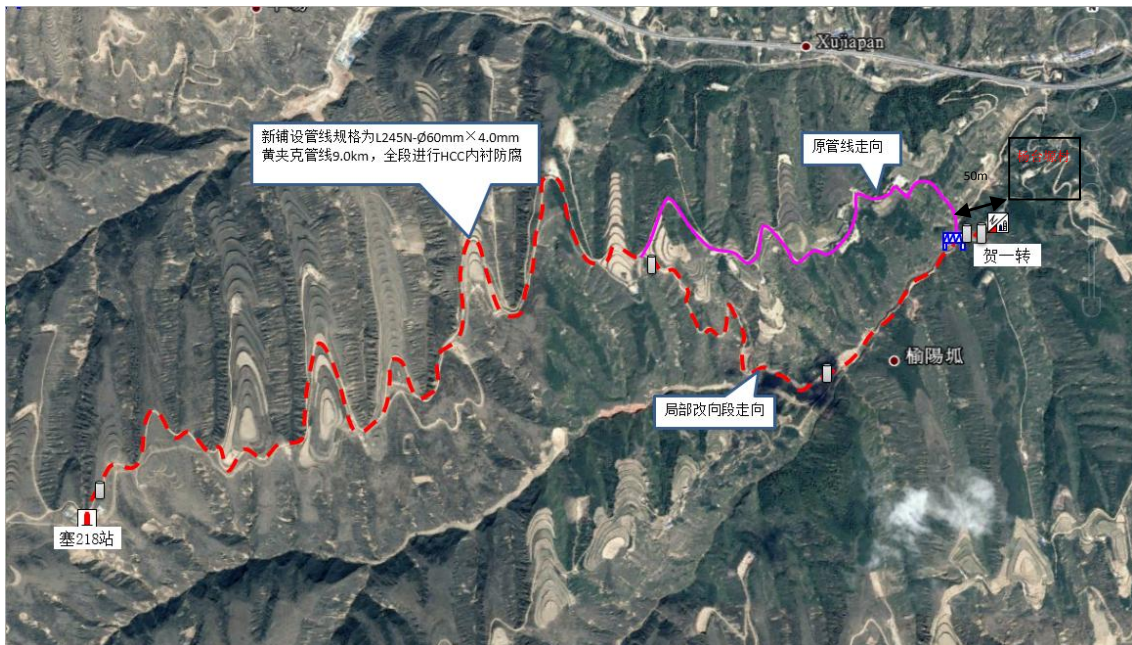 Xujiapan
新铺设管线规格为L245N-Ø60mm×4.0mm
黄夹克管线9.0km，全段进行HCC内衬防腐
原管线走向
50m
贺一转
榆陽坬
局部改向段走向
塞218站